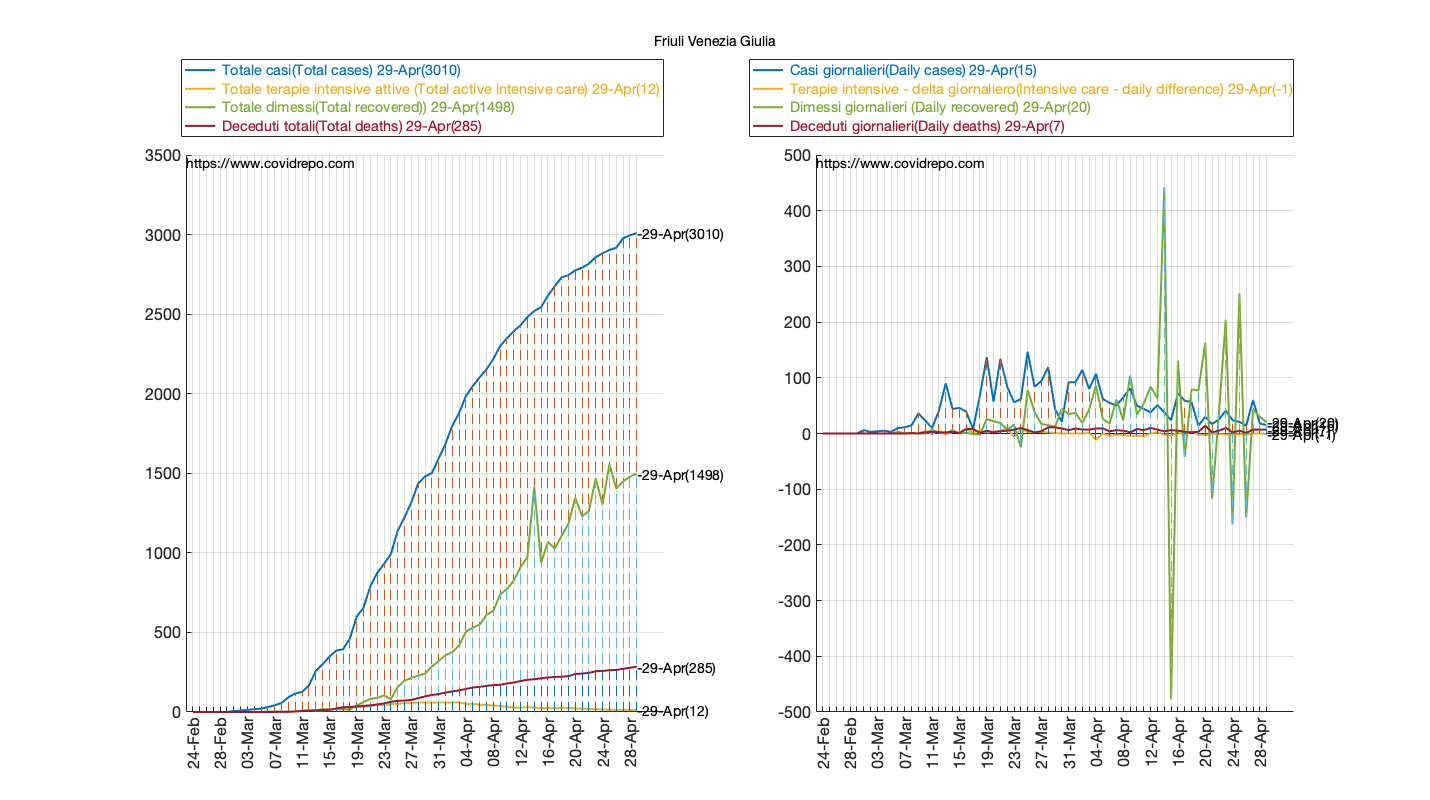 Friuli Venezia Giulia
Totale casi(Total cases) 29-Apr(3010)
Totale terapie intensive attive (Total active intensive care) 29-Apr(12)
Totale dimessi(Total recovered)) 29-Apr(1498)
Deceduti totali(Total deaths) 29-Apr(285)
https://www.covidrepo.com
3500
3000
2500
2000
1500
1000
500
0
-29-Apr(3010)
-29-Apr(1498)
-29-Apr(285)
-29-Apr(12)
24-Feb
28-Feb
03-Mar
07-Mar
11-Mar
15-Mar
19-Mar
23-Mar
27-Mar
31-Mar
04-Apr
08-Apr
12-Apr
16-Apr
20-Apr
24-Apr
28-Apr
Casi giornalieri(Daily cases) 29-Apr(15)
Terapie intensive - delta giornaliero(Intensive care - daily difference) 29-Apr(-1)
Dimessi giornalieri (Daily recovered) 29-Apr(20)
Deceduti giornalieri(Daily deaths) 29-Apr(7)
https://www.covidrepo.com
500
400
300
200
100
0
-100
-200
-300
-400
-500
-29-Apr(20)
-29-Apr(-1)
24-Feb
28-Feb
03-Mar
07-Mar
11-Mar
15-Mar
19-Mar
23-Mar
27-Mar
31-Mar
04-Apr
08-Apr
12-Apr
16-Apr
20-Apr
24-Apr
28-Apr